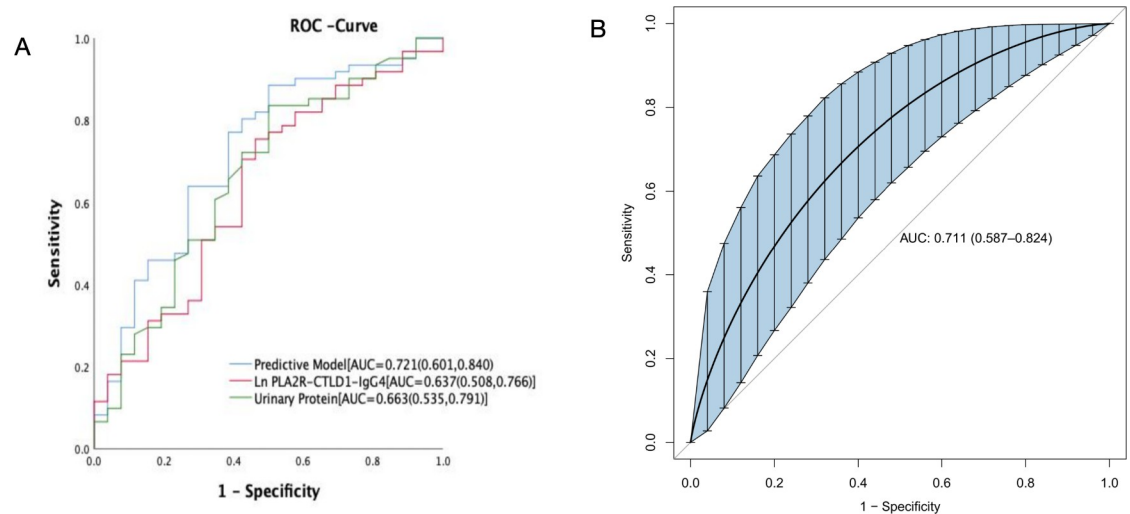 A
ROC -Curve
Sensitivity
1.0
0.8
0.6
0.4
0.2
0.0
Predictive Model[AUC=0.721(0.601,0.840)
Ln PLA2R-CTLD1-IgG4[AUC=0.637(0.508,0.766)]
Urinary Protein[AUC=0.663(0.535,0.791)]
0.0 0.2 0.4 0.6 0.8 1.0
1 - Specificity
B
Sensitivity
1.0
0.8
0.6
0.4
0.2
0.0
AUC: 0.711 (0.587–0.824)
0.0 0.2 0.4 0.6 0.8 1.0
1 − Specificity